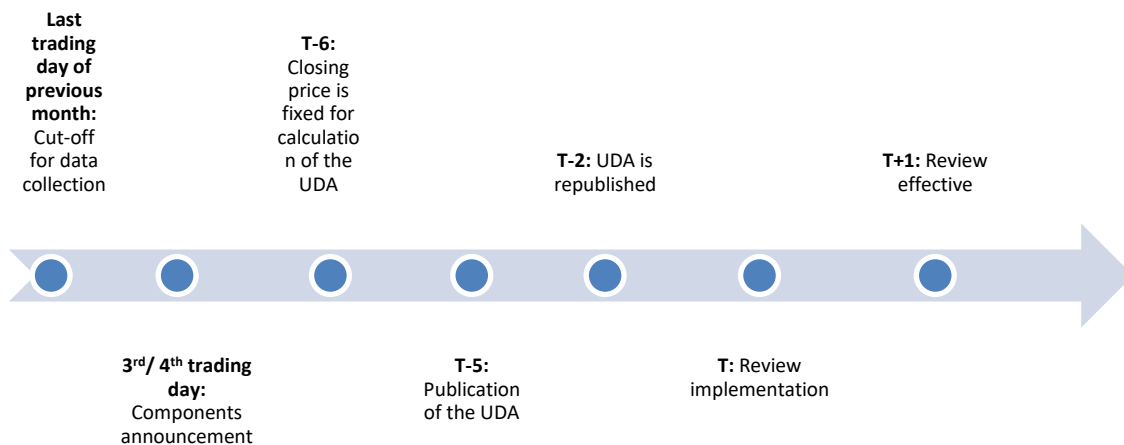 Last
trading
day of
previous
month:
Cut-off
for data
collection
T-6:
Closing
price is
fixed for
calculatio
n of the
UDA
T-2: UDA is
republished
T+1: Review
effective
3rd/ 4th trading
day:
Components
announcement
T-5:
Publication
of the UDA
T: Review
implementation